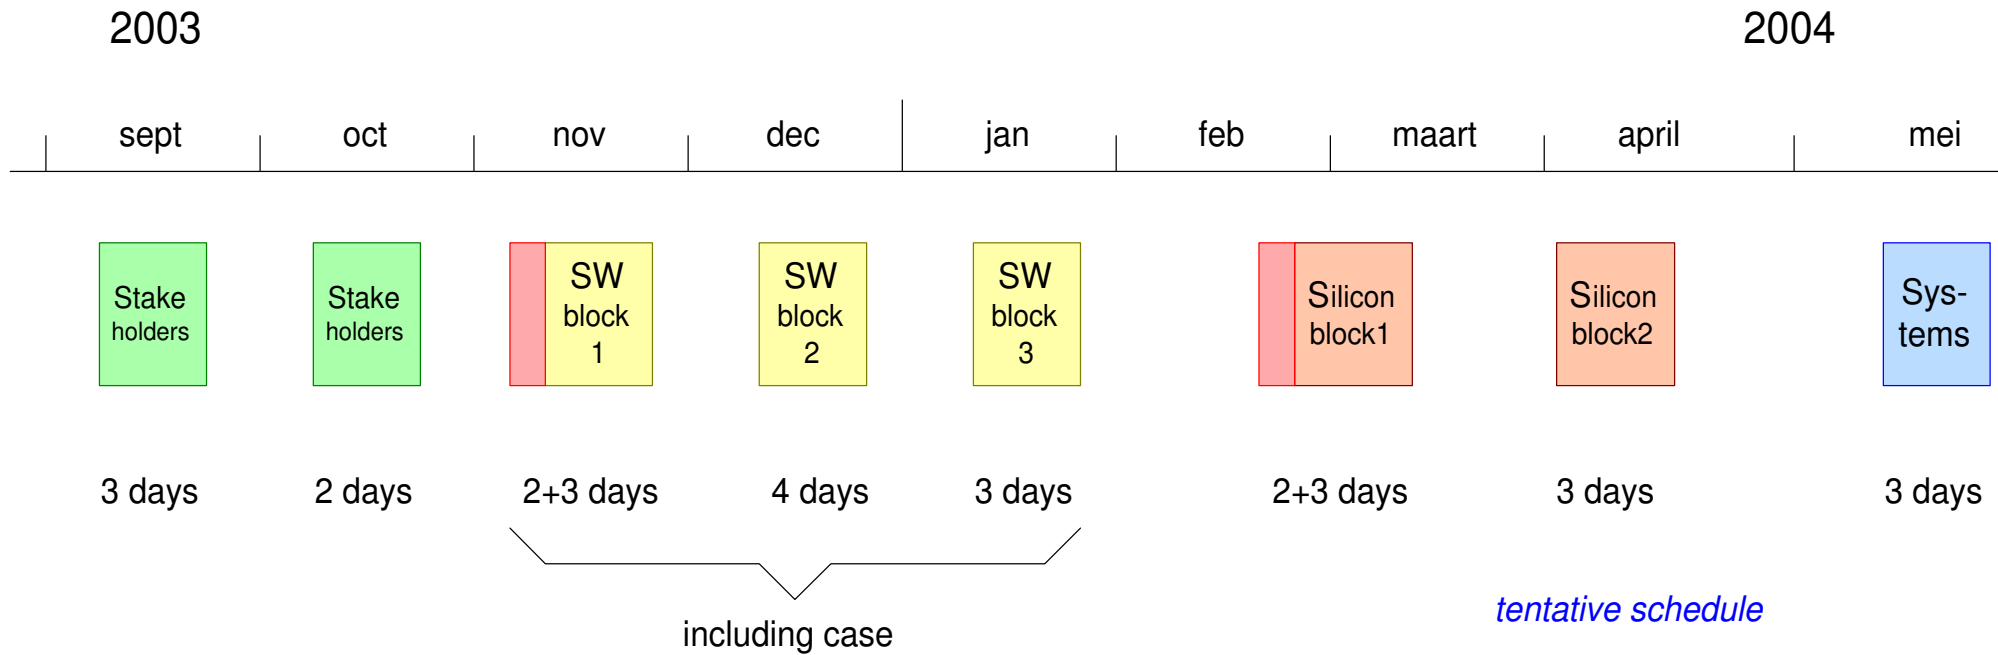 2003 2004
sept oct nov dec jan feb maart april mei
Stake
holders
Stake
holders
SW
block
1
SW
block
2
SW
block
3
Silicon
block1
Silicon
block2
Sys-
tems
3 days 2 days 2+3 days 4 days 3 days 2+3 days 3 days 3 days
including case
tentative schedule